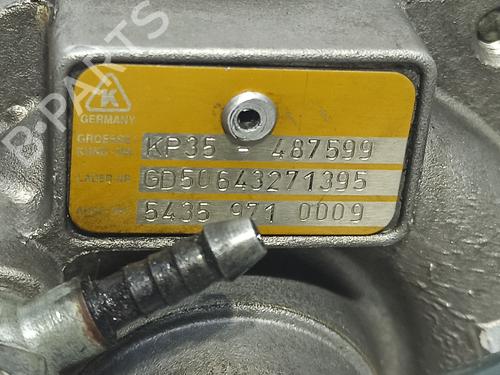 B-PARTS
K
GERMANY
KP35 - 487599
GD50643271395
5435 971 0009